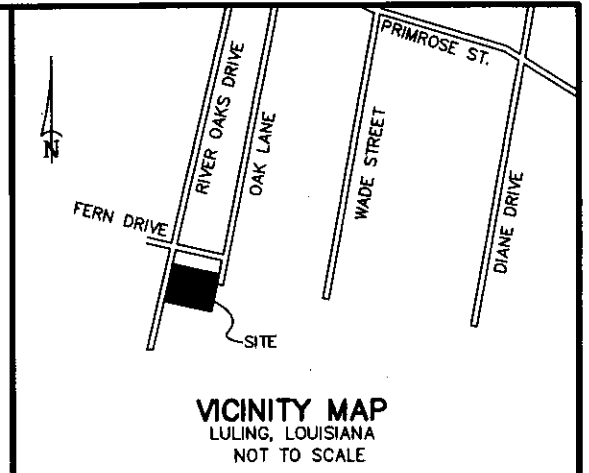 PRIMROSE ST.
RIVER OAKS DRIVE
OAK LANE
WADE STREET
DIANE DRIVE
N
FERN DRIVE
SITE
VICINITY MAP
LULING, LOUISIANA
NOT TO SCALE